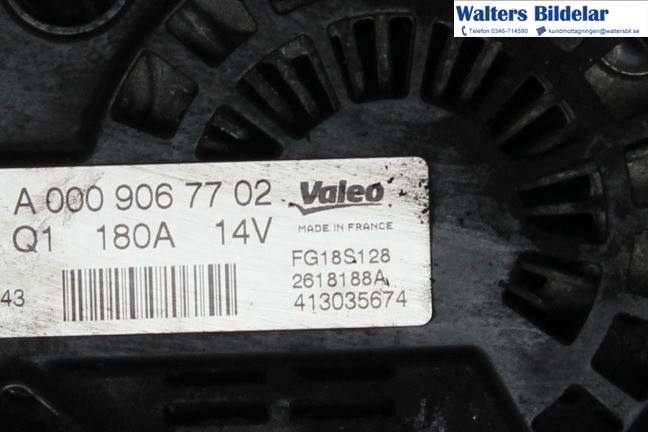 Walters Bildelar
Telefon 0346-714580 kundmottagningen@waltersbil.se
A 000 906 77 02
Valeo
Q1 180A 14V
MADE IN FRANCE
FG18S128
2618188A
43
413035674